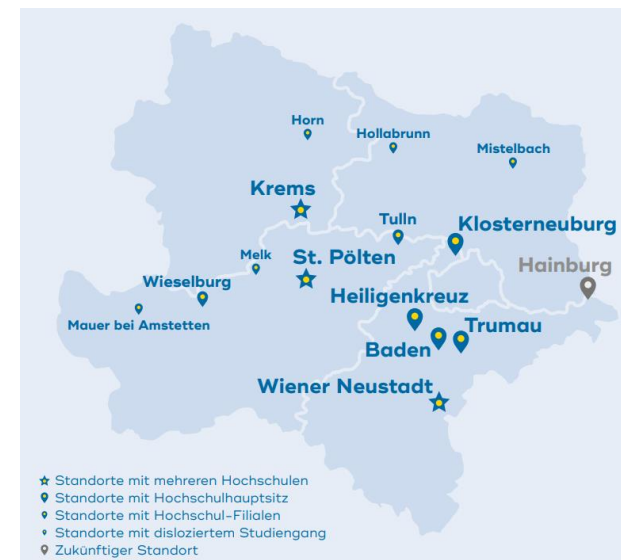 Horn
Hollabrunn
Mistelbach
Krems
Tulln
Klosterneuburg
Melk
St. Pölten
Hainburg
Wieselburg
Heiligenkreuz
Mauer bei Amstetten
Trumau
Baden
Wiener Neustadt
Standorte mit mehreren Hochschulen
Standorte mit Hochschulhauptsitz
Standorte mit Hochschul-Filialen
Standorte mit disloziertem Studiengang
Zukünftiger Standort